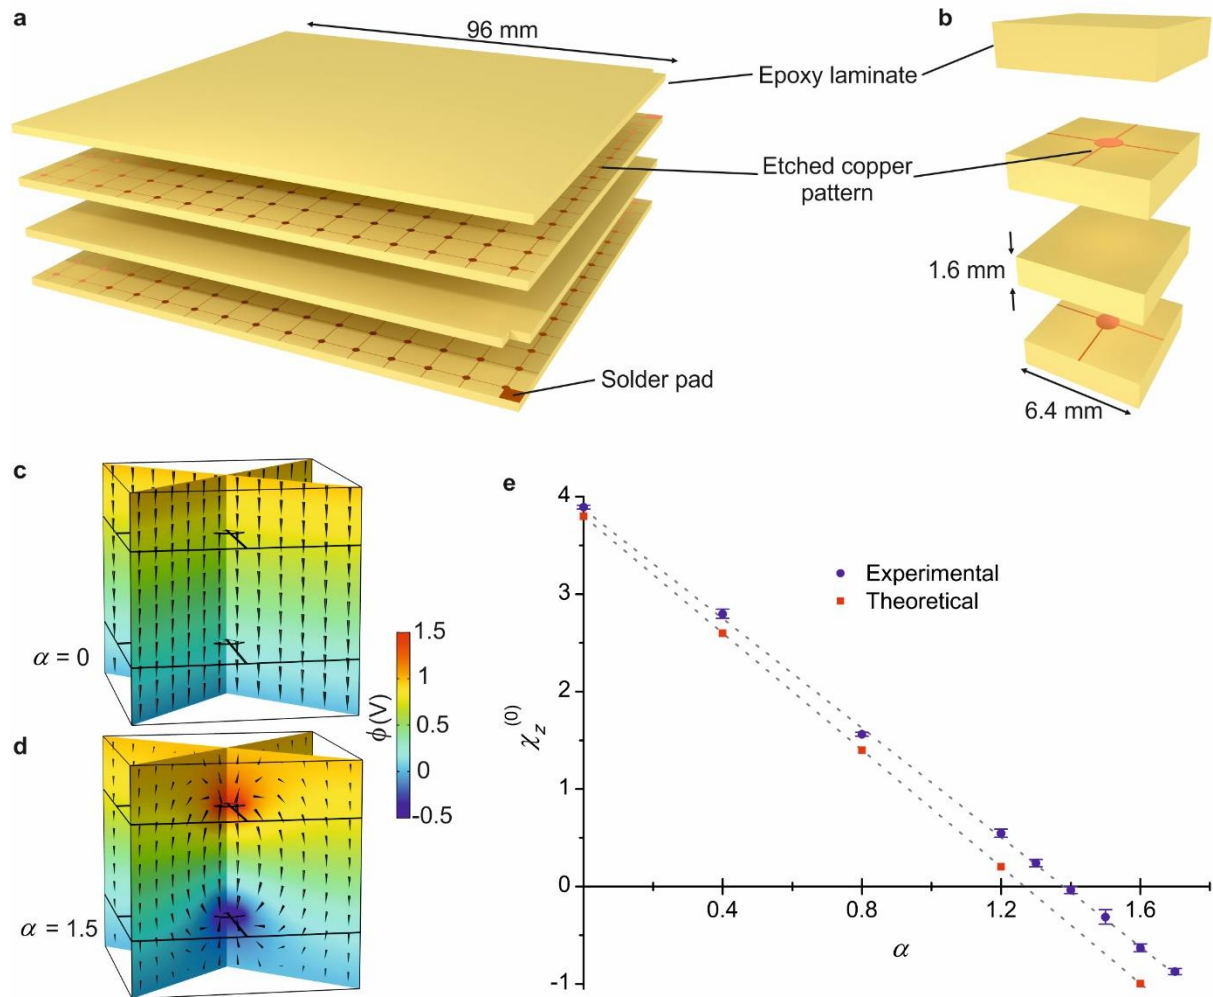 a
96 mm
Epoxy laminate
Etched copper
pattern
Solder pad
b
1.6 mm
6.4 mm
c
α = 0
d
α = 1.5
1.5
1
0.5
0
-0.5
ϕ (V)
e
4
3
2
1
0
-1
χz(0)
Experimental
Theoretical
0.4
0.8
1.2
1.6
α